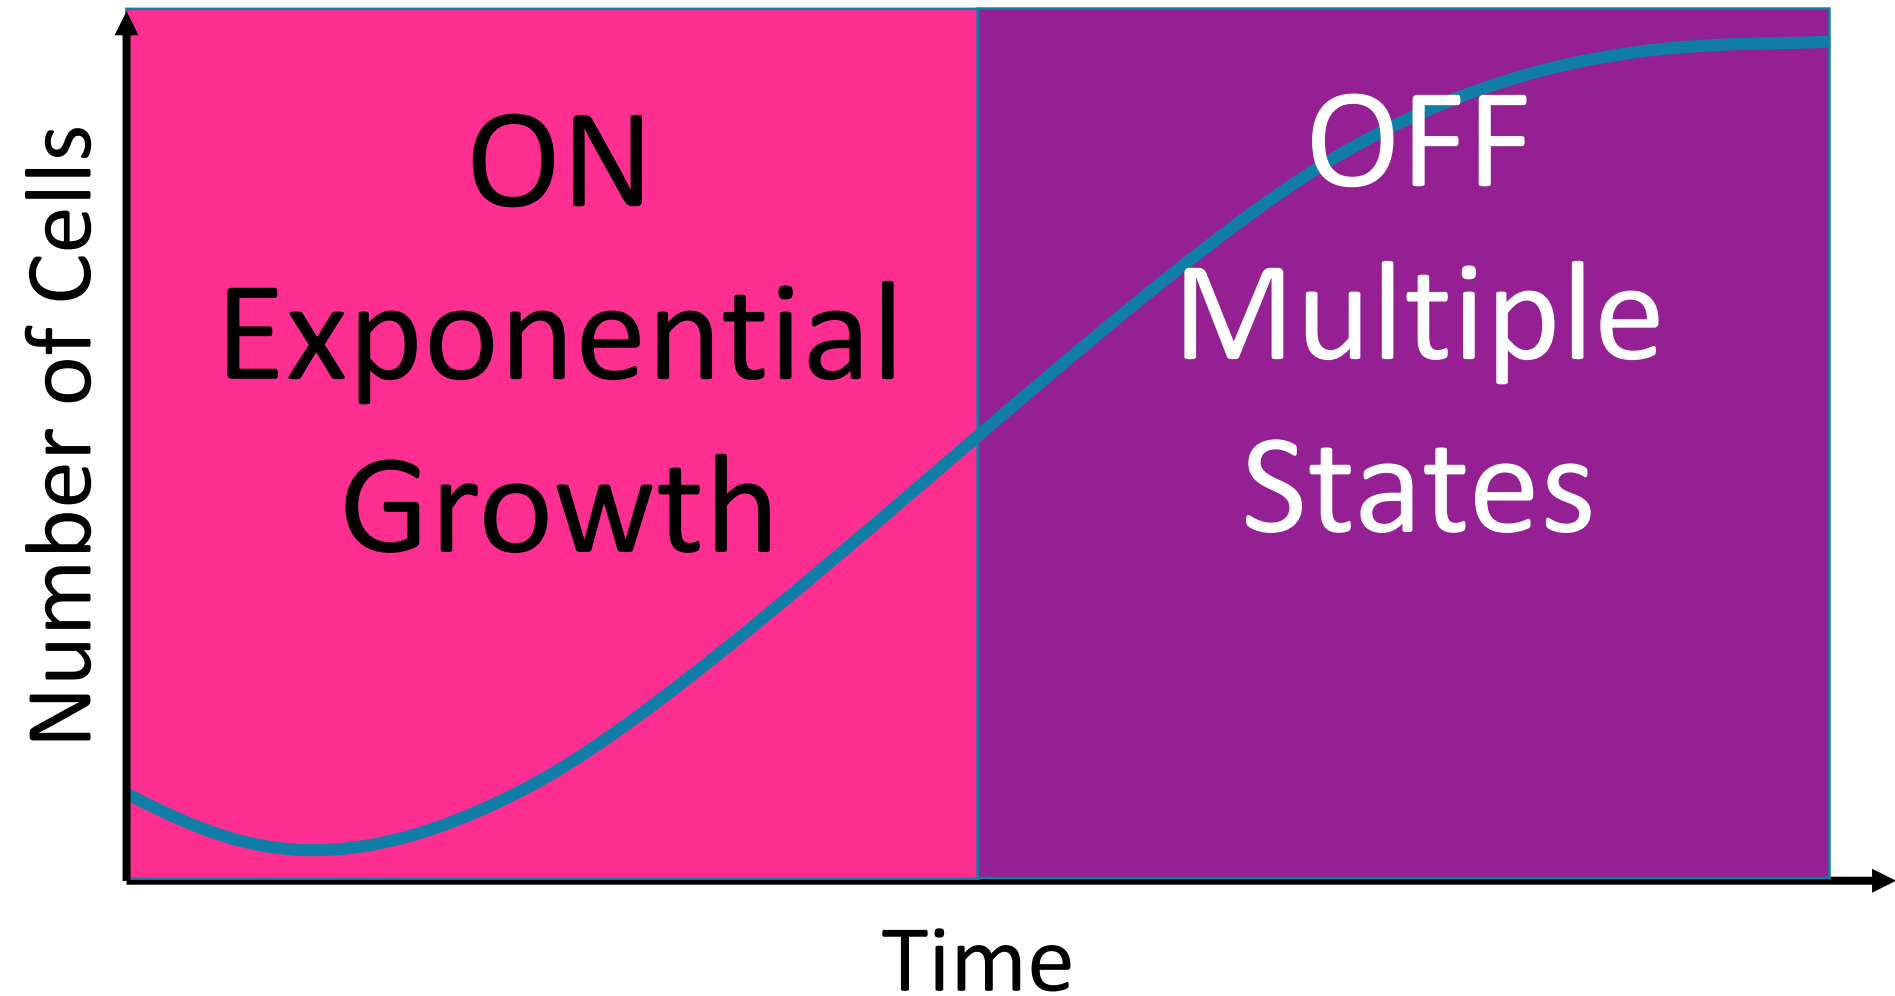 Number of Cells
ON
Exponential
Growth
OFF
Multiple
States
Time